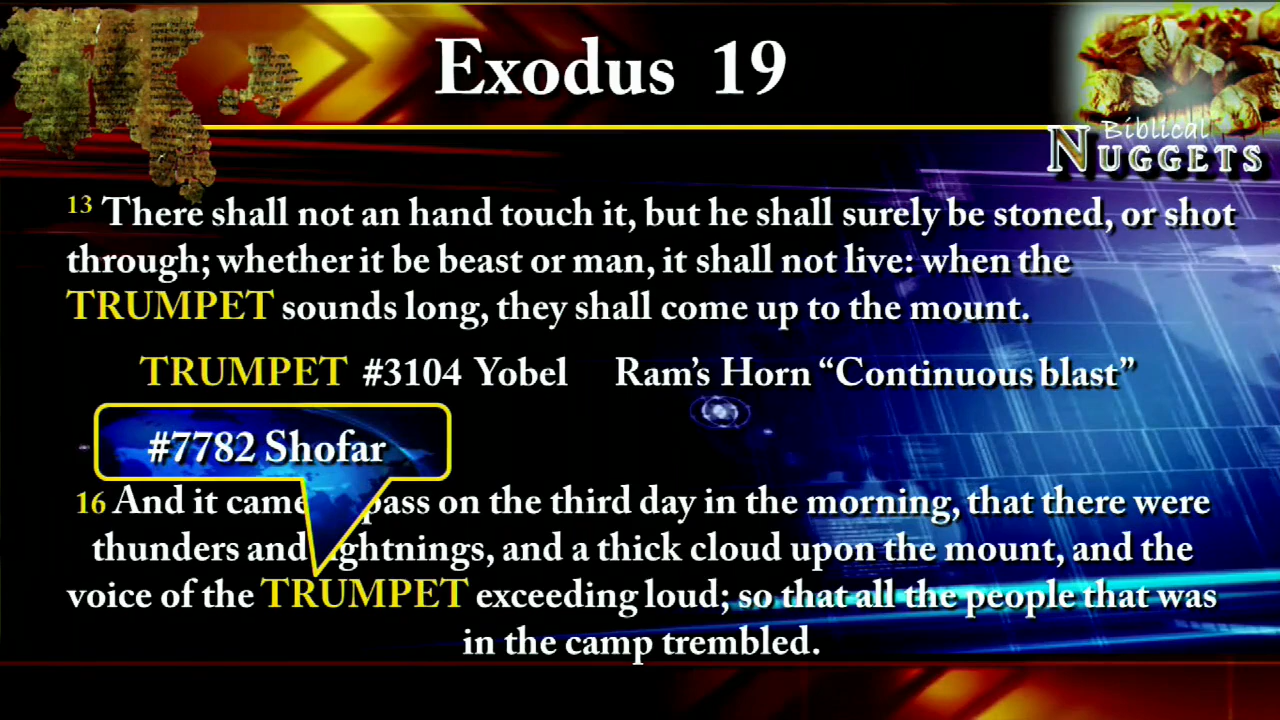 Exodus 19
Biblical
NUGGETS
13 There shall not an hand touch it, but he shall surely be stoned, or shot
through; whether it be beast or man, it shall not live: when the
TRUMPET sounds long, they shall come up to the mount.
TRUMPET #3104 Yobel Ram's Horn “Continuous blast”
#7782 Shofar
16 And it came pass on the third day in the morning, that there were
thunders and ightnings, and a thick cloud upon the mount, and the
voice of the TRUMPET exceeding loud; so that all the people that was
in the camp trembled.